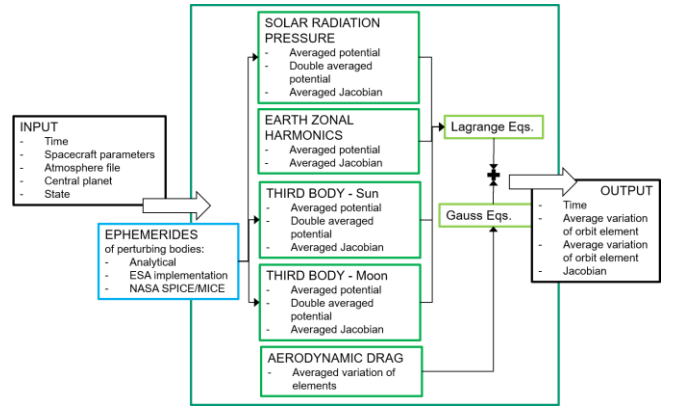 INPUT
- Time
- Spacecraft parameters
- Atmosphere file
- Central planet
- State
EPHEMERIDES
of perturbing bodies:
- Analytical
- ESA implementation
- NASA SPICE/MICE
SOLAR RADIATION
PRESSURE
- Averaged potential
- Double averaged
potential
- Averaged Jacobian
EARTH ZONAL
HARMONICS
- Averaged potential
- Averaged Jacobian
THIRD BODY - Sun
- Averaged potential
- Double averaged
potential
- Averaged Jacobian
THIRD BODY - Moon
- Averaged potential
- Double averaged
potential
- Averaged Jacobian
AERODYNAMIC DRAG
- Averaged variation of
elements
Lagrange Eqs.
Gauss Eqs.
OUTPUT
- Time
- Average variation
of orbit element
- Average variation
of orbit element
- Jacobian